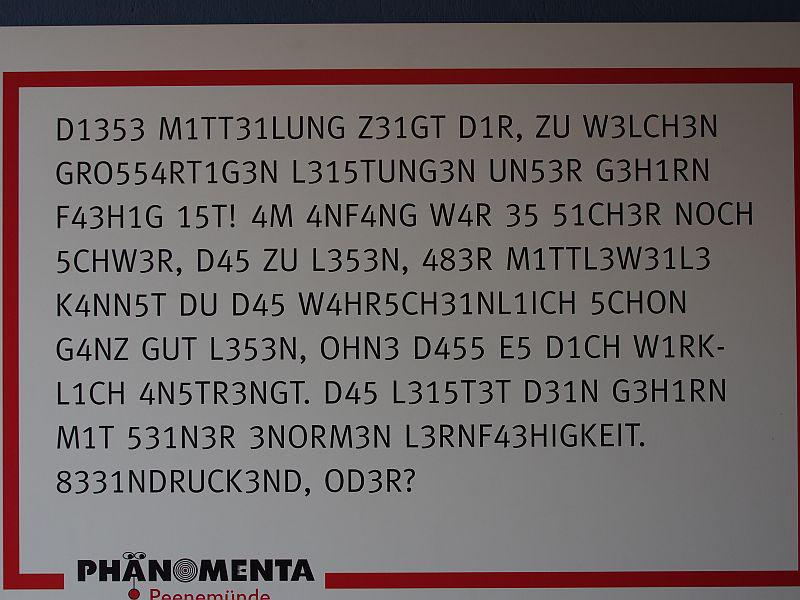 D1353 M1TT31LUNG Z31GT D1R, ZU W3LCH3N
GRO554RT1G3N L315TUNG3N UN53R G3H1RN
F43H1G 15T! 4M 4NF4NG W4R 35 51CH3R NOCH
5CHW3R, D45 ZU L353N, 483R M1TTL3W31L3
K4NN5T DU D45 W4HR5CH31NL1ICH 5CHON
G4NZ GUT L353N, OHN3 D455 E5 D1CH W1RK-
L1CH 4N5TR3NGT. D45 L315T3T D31N G3H1RN
M1T 531N3R 3NORM3N L3RNF43HIGKEIT.
8331NDRUCK3ND, OD3R?
PHÄNOMENTA
Peenemünde